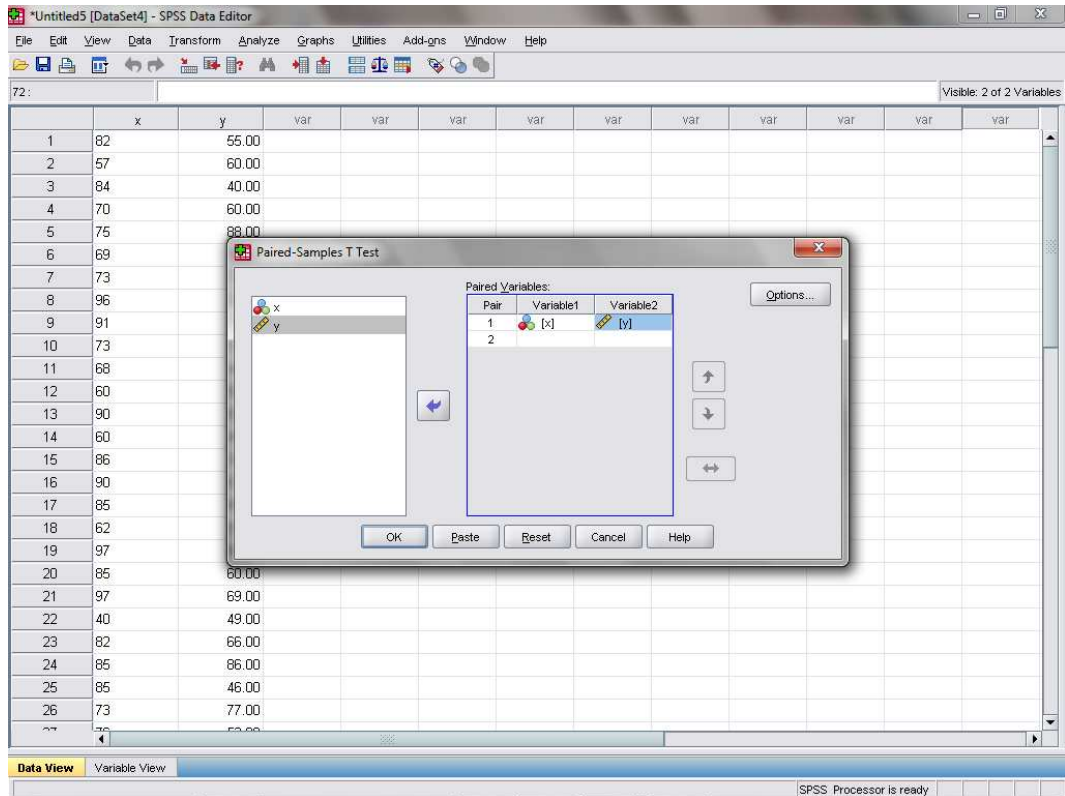 *Untitled5 [DataSet4] - SPSS Data Editor
File Edit View Data Transform Analyze Graphs Utilities Add-ons Window Help
72 : Visible: 2 of 2 Variables
x y var var var var var var var var var var
1 82 55.00
2 57 60.00
3 84 40.00
4 70 60.00
5 75 88.00
6 69
7 73
8 96
9 91
10 73
11 68
12 60
13 90
14 60
15 86
16 90
17 85
18 62
19 97
20 85 60.00
21 97 69.00
22 40 49.00
23 82 66.00
24 85 86.00
25 85 46.00
26 73 77.00
Paired-Samples T Test
x
y
Paired Variables:
Pair Variable1 Variable2
1 [x] [y]
2
Options...
OK Paste Reset Cancel Help
Data View Variable View
SPSS Processor is ready